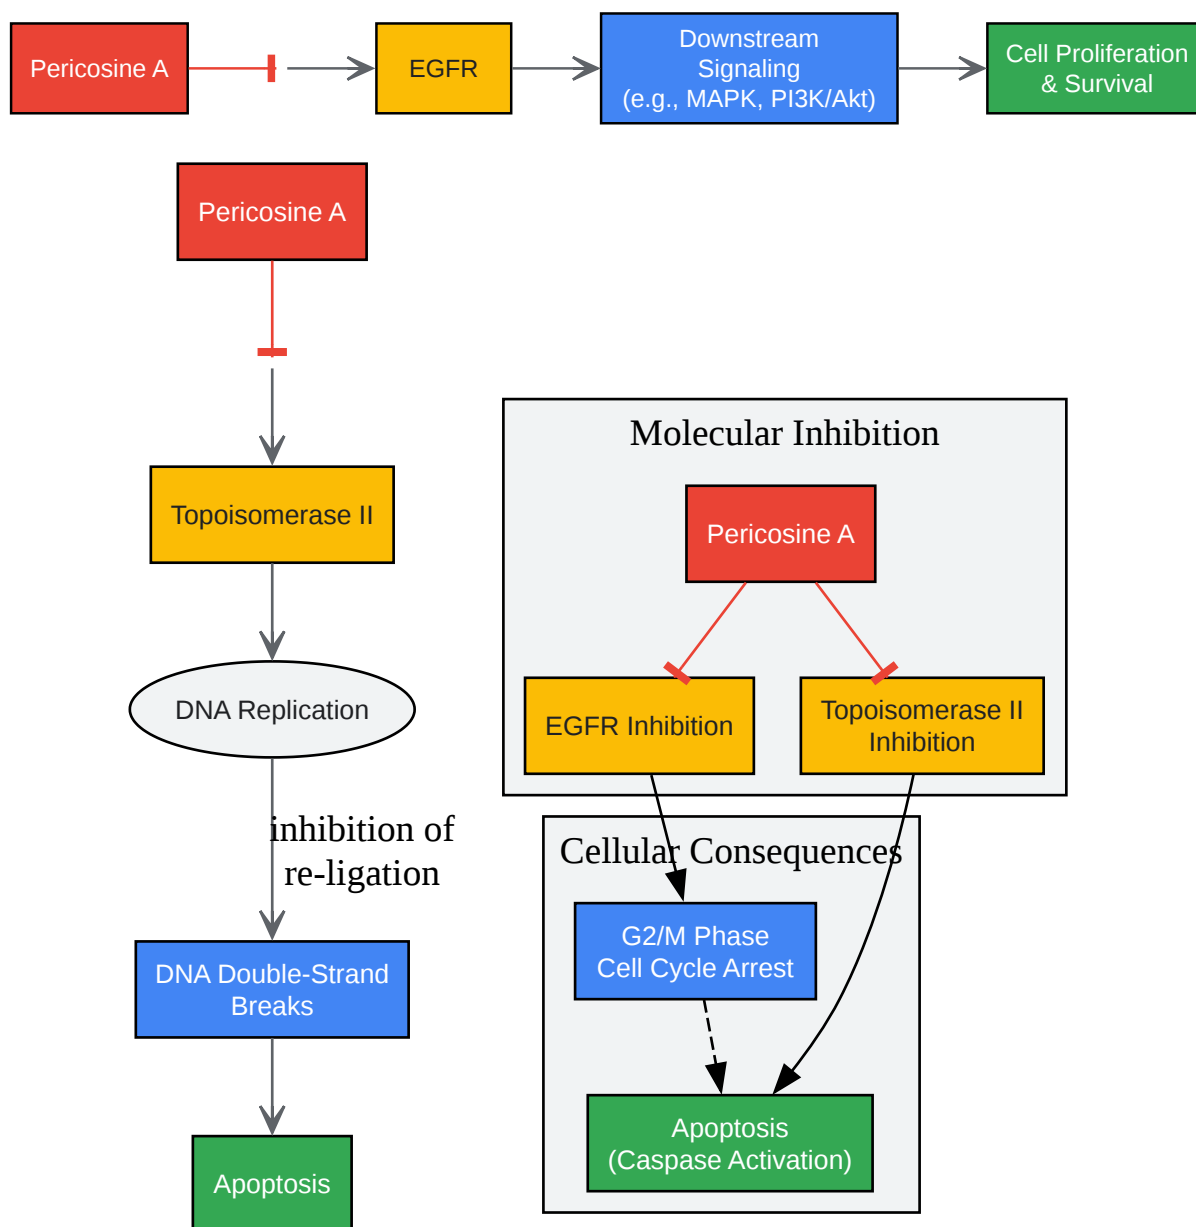 Pericosine A
EGFR
Downstream
Signaling
(e.g., MAPK, PI3K/Akt)
Cell Proliferation
& Survival
Pericosine A
Topoisomerase II
DNA Replication
inhibition of
re-ligation
DNA Double-Strand
Breaks
Apoptosis
Molecular Inhibition
Pericosine A
EGFR Inhibition
Topoisomerase II
Inhibition
Cellular Consequences
G2/M Phase
Cell Cycle Arrest
Apoptosis
(Caspase Activation)